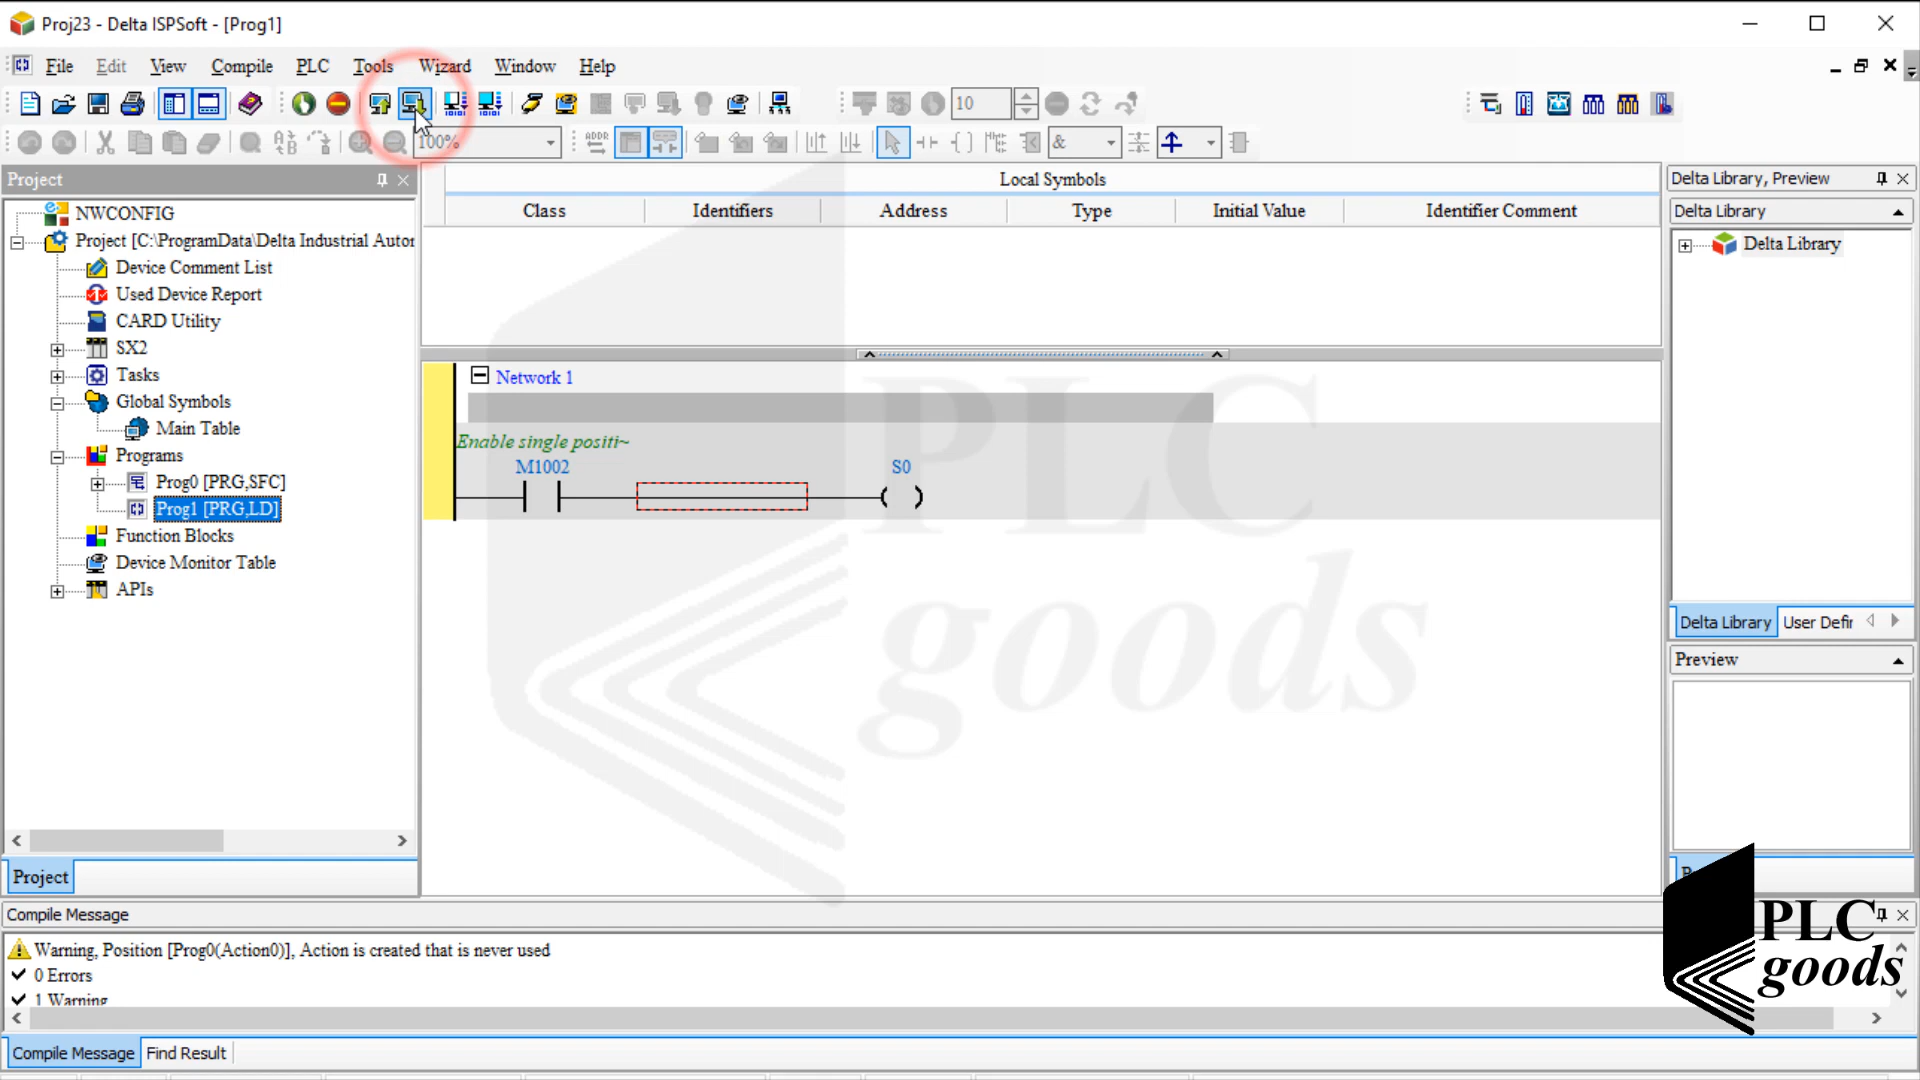 Proj23 - Delta ISPSoft - [Prog1]
File Edit View Compile PLC Tools Wizard Window Help
10
100%
ADDR
&
Project
NWCONFIG
Project [C:\ProgramData\Delta Industrial Autor
Device Comment List
Used Device Report
CARD Utility
SX2
Tasks
Global Symbols
Main Table
Programs
Prog0 [PRG,SFC]
Prog1 [PRG,LD]
Function Blocks
Device Monitor Table
APIs
Project
Local Symbols
Class Identifiers Address Type Initial Value Identifier Comment
Network 1
Enable single positi~
M1002 S0
PLC
goods
Delta Library, Preview
Delta Library
Delta Library
Delta Library User Defir
Preview
Compile Message
Warning, Position [Prog0(Action0)], Action is created that is never used
0 Errors
1 Warning
Compile Message Find Result
PLC
goods